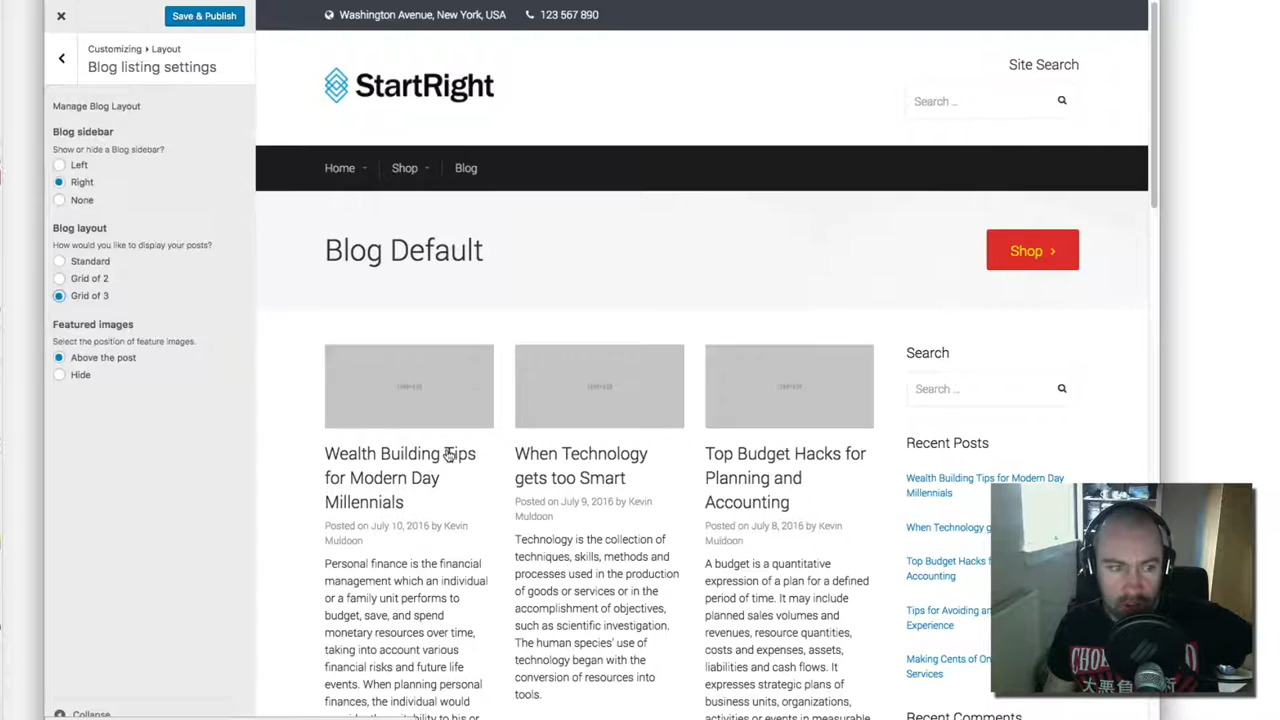 Save & Publish
Customizing ▸ Layout
Blog listing settings
Manage Blog Layout
Blog sidebar
Show or hide a Blog sidebar?
Left
Right
None
Blog layout
How would you like to display your posts?
Standard
Grid of 2
Grid of 3
Featured images
Select the position of feature images.
Above the post
Hide
Collapse
Washington Avenue, New York, USA
123 567 890
StartRight
Site Search
Search ...
Home
Shop
Blog
Blog Default
Shop ›
Wealth Building Tips
for Modern Day
Millennials
Posted on July 10, 2016 by Kevin
Muldoon
Personal finance is the financial
management which an individual
or a family unit performs to
budget, save, and spend
monetary resources over time,
taking into account various
financial risks and future life
events. When planning personal
finances, the individual would
When Technology
gets too Smart
Posted on July 9, 2016 by Kevin
Muldoon
Technology is the collection of
techniques, skills, methods and
processes used in the production
of goods or services or in the
accomplishment of objectives,
such as scientific investigation.
The human species' use of
technology began with the
conversion of resources into
tools.
Top Budget Hacks for
Planning and
Accounting
Posted on July 8, 2016 by Kevin
Muldoon
A budget is a quantitative
expression of a plan for a defined
period of time. It may include
planned sales volumes and
revenues, resource quantities,
costs and expenses, assets,
liabilities and cash flows. It
expresses strategic plans of
business units, organizations,
activities or events in measurable
Search
Search ...
Recent Posts
Wealth Building Tips for Modern Day
Millennials
When Technology g
Top Budget Hacks f
Accounting
Tips for Avoiding an
Experience
Making Cents of On
Services
Recent Comments